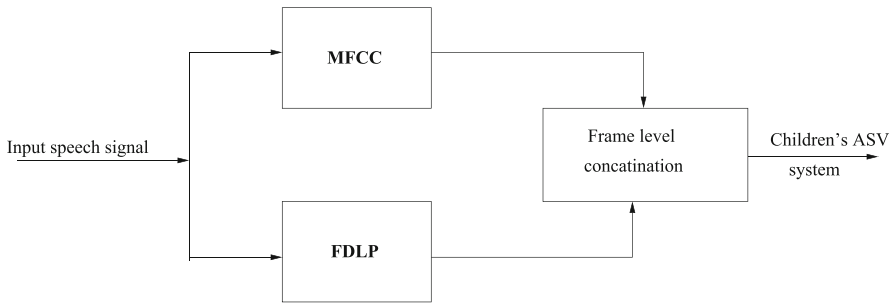 MFCC
Input speech signal
Frame level
concatination
Children's ASV
system
FDLP